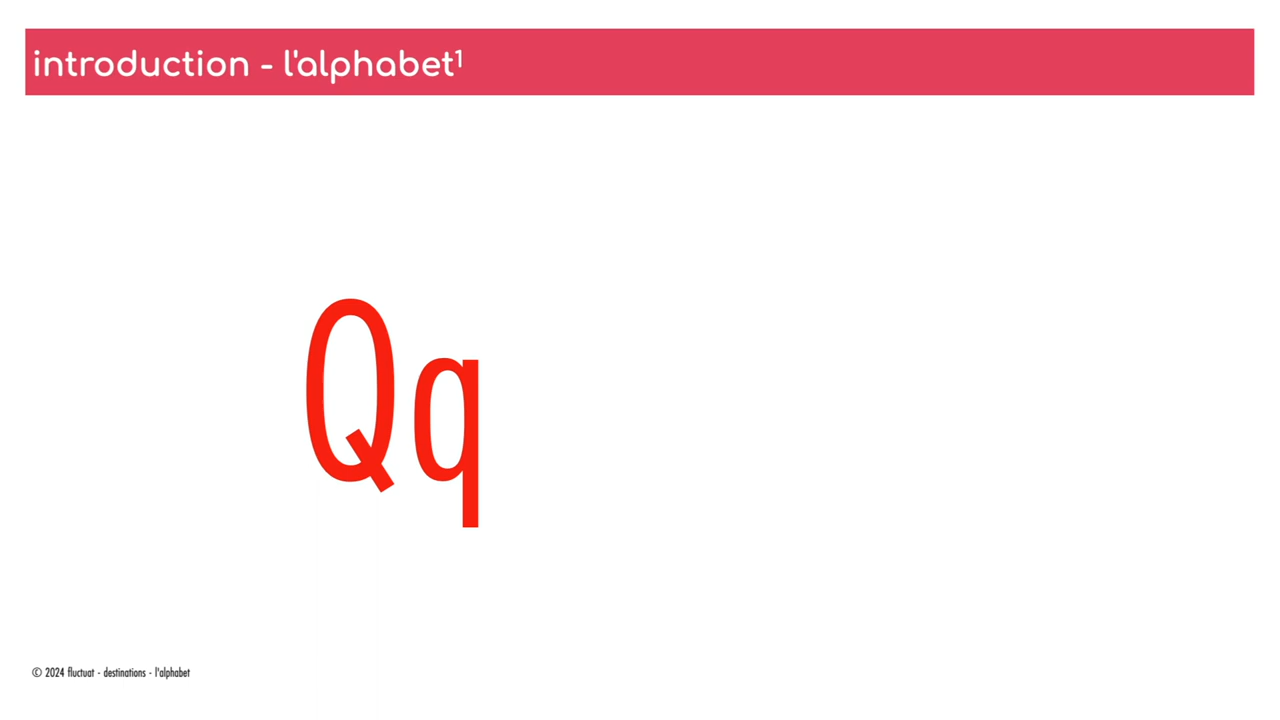 introduction - l'alphabet¹
Qq
© 2024 fluctuat - destinations - l'alphabet